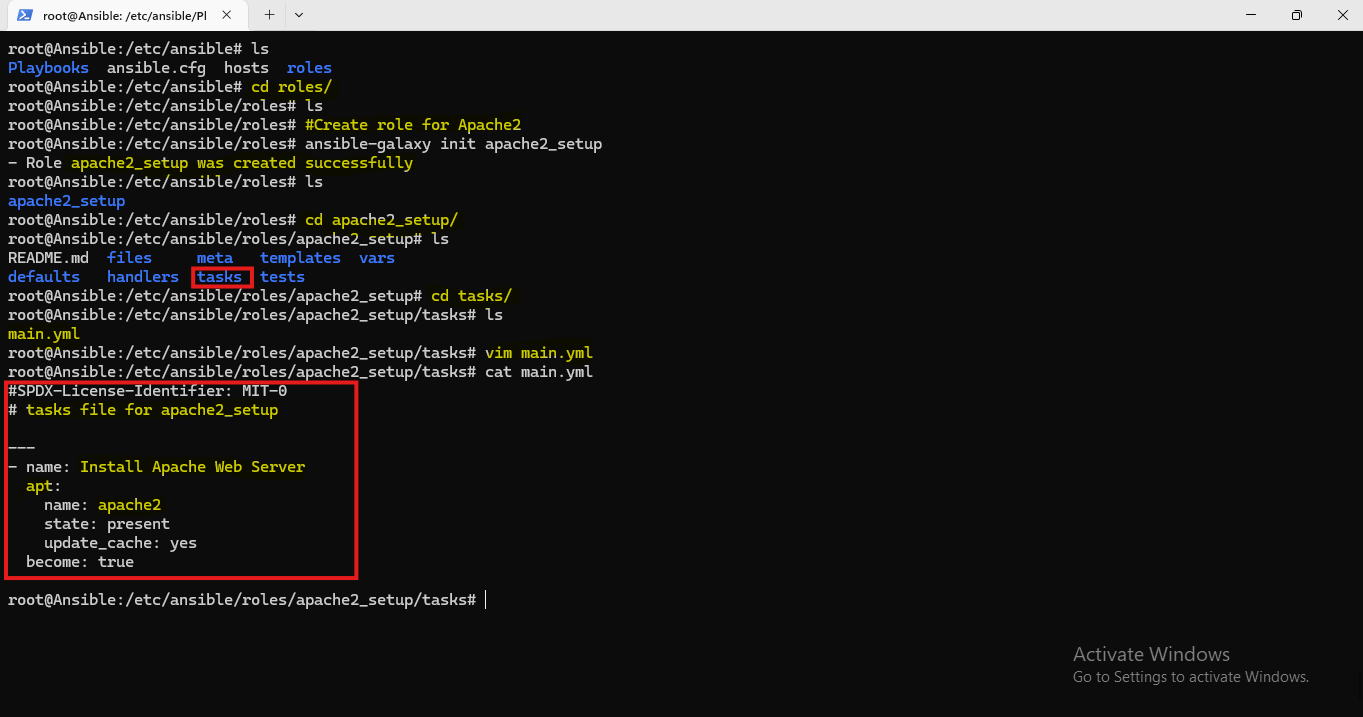 root@Ansible: /etc/ansible/Pl
root@Ansible:/etc/ansible# ls
Playbooks  ansible.cfg  hosts  roles
root@Ansible:/etc/ansible# cd roles/
root@Ansible:/etc/ansible/roles# ls
root@Ansible:/etc/ansible/roles# #Create role for Apache2
root@Ansible:/etc/ansible/roles# ansible-galaxy init apache2_setup
- Role apache2_setup was created successfully
root@Ansible:/etc/ansible/roles# ls
apache2_setup
root@Ansible:/etc/ansible/roles# cd apache2_setup/
root@Ansible:/etc/ansible/roles/apache2_setup# ls
README.md  files     meta   templates  vars
defaults   handlers  tasks  tests
root@Ansible:/etc/ansible/roles/apache2_setup# cd tasks/
root@Ansible:/etc/ansible/roles/apache2_setup/tasks# ls
main.yml
root@Ansible:/etc/ansible/roles/apache2_setup/tasks# vim main.yml
root@Ansible:/etc/ansible/roles/apache2_setup/tasks# cat main.yml
#SPDX-License-Identifier: MIT-0
# tasks file for apache2_setup

---
- name: Install Apache Web Server
  apt:
    name: apache2
    state: present
    update_cache: yes
  become: true

root@Ansible:/etc/ansible/roles/apache2_setup/tasks#
Activate Windows
Go to Settings to activate Windows.